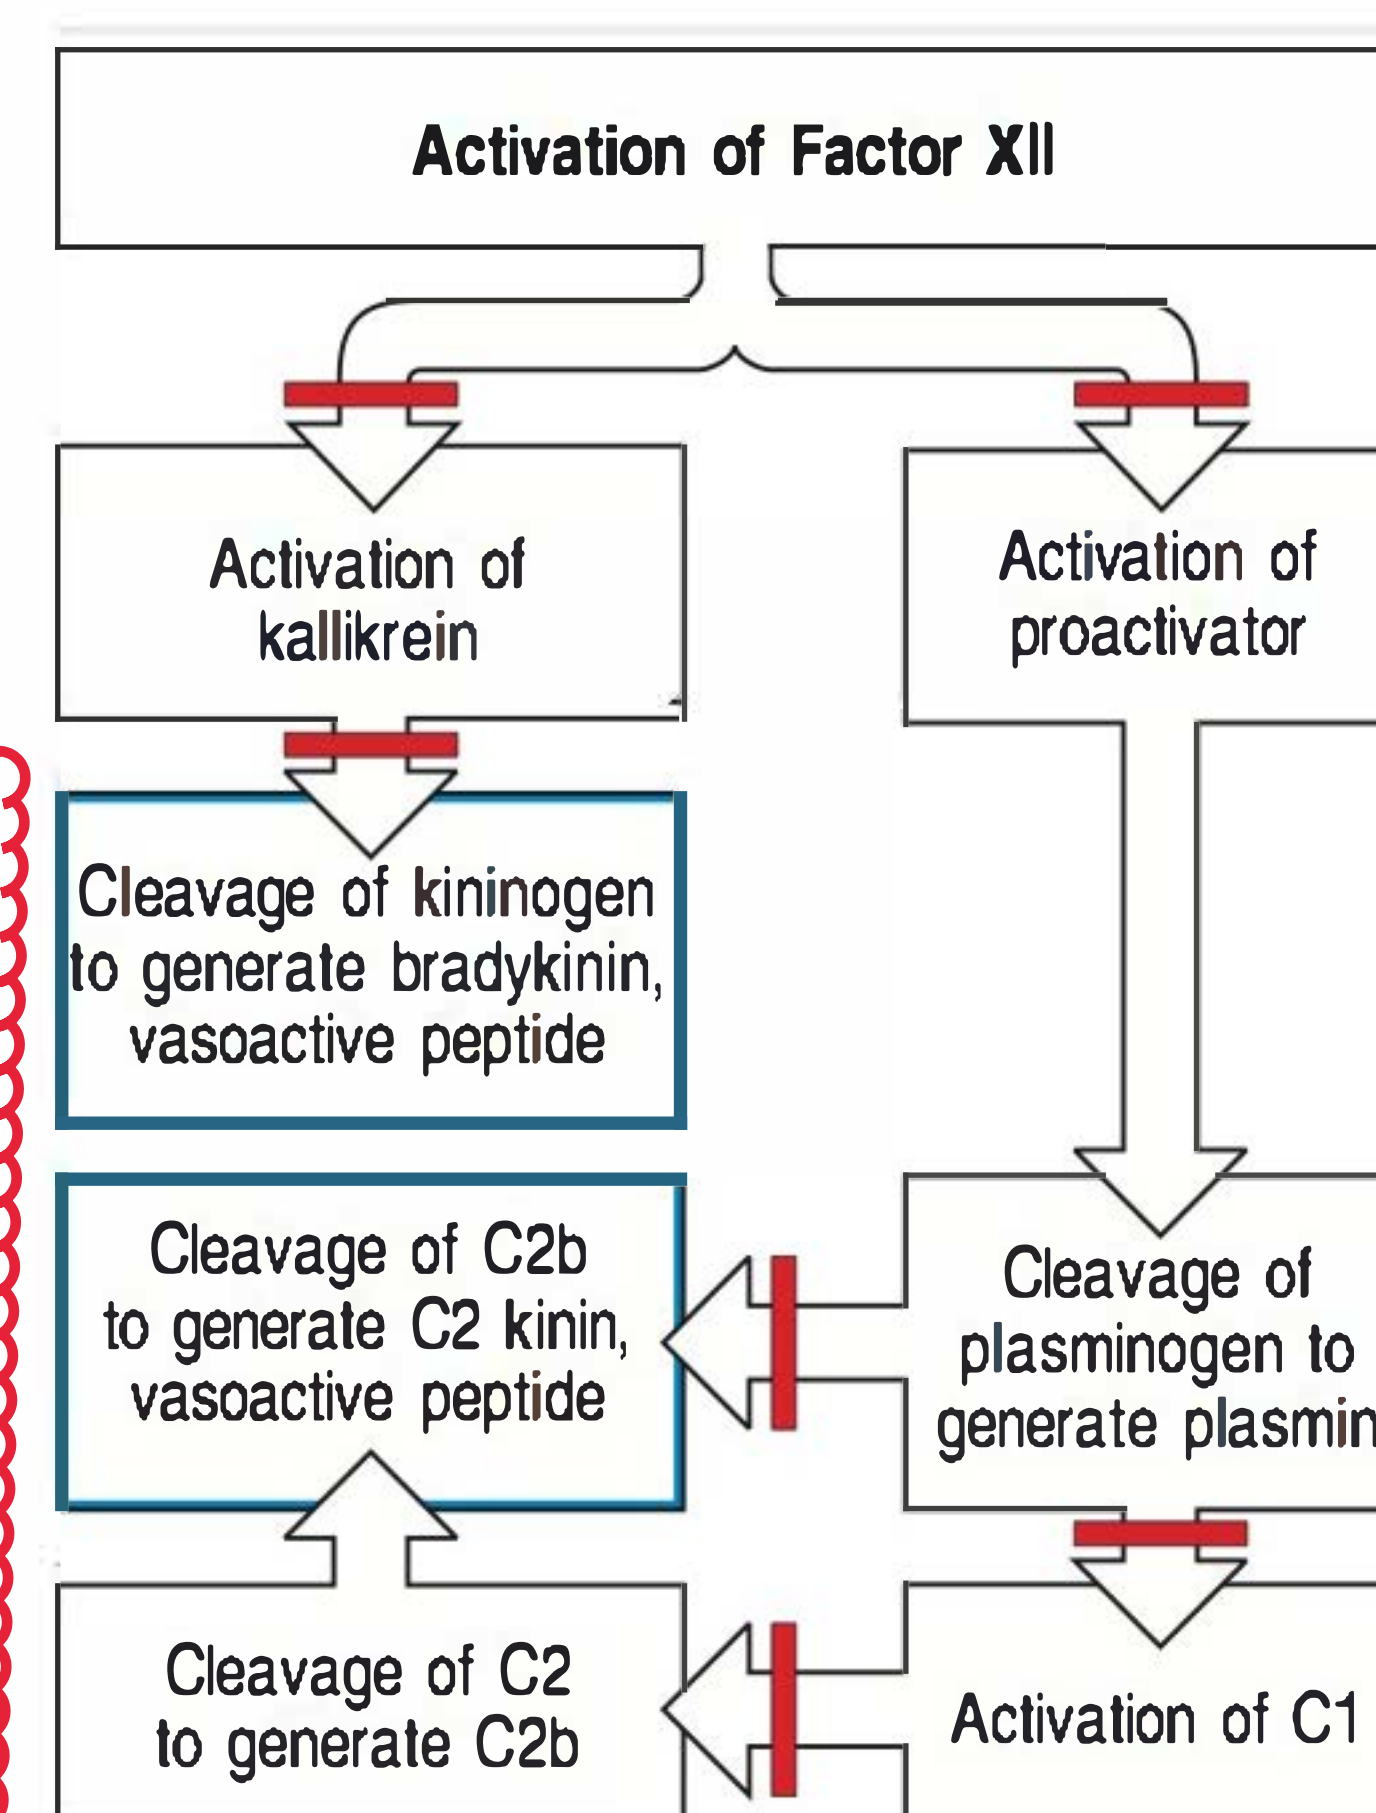 Activation of Factor XII
Activation of
kallikrein
Activation of
proactivator
Cleavage of kininogen
to generate bradykinin,
vasoactive peptide
Cleavage of C2b
to generate C2 kinin,
vasoactive peptide
Cleavage of
plasminogen to
generate plasmin
Cleavage of C2
to generate C2b
Activation of C1